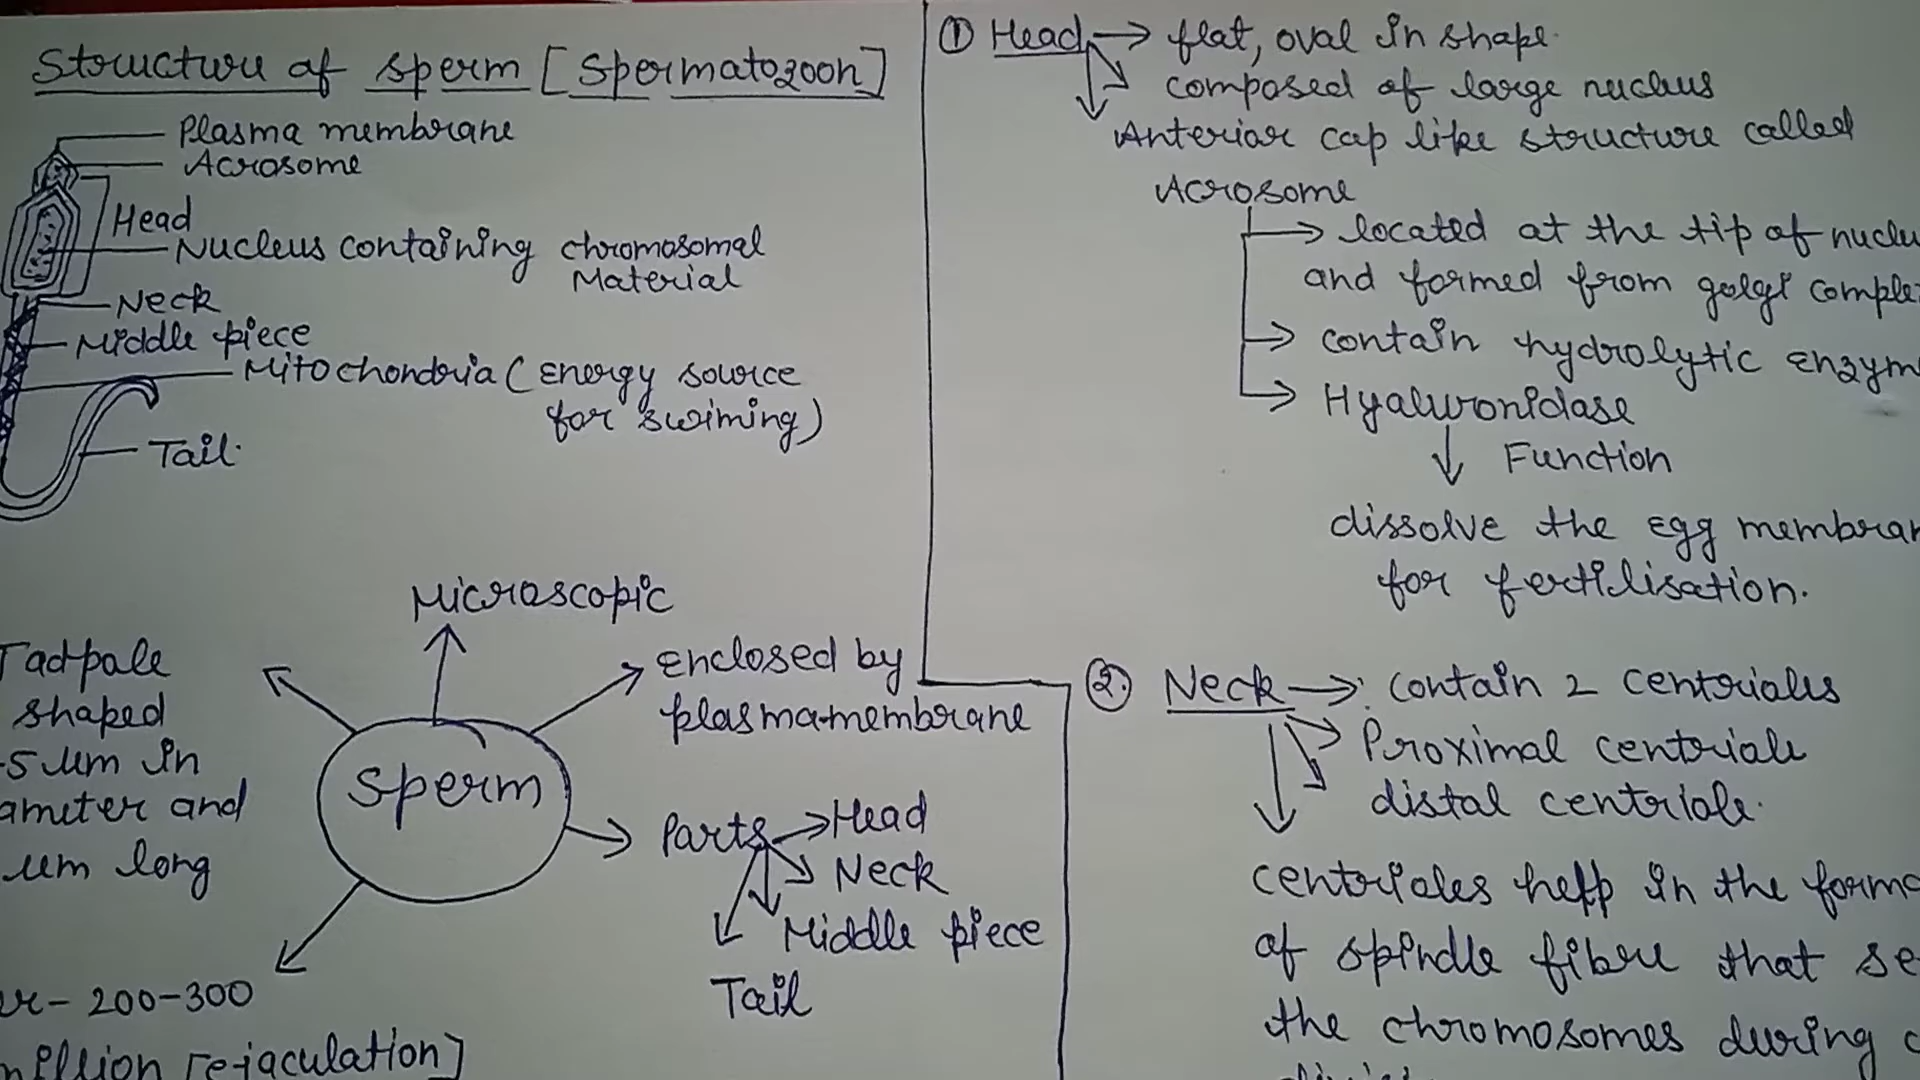 Structure of sperm [Spermatozoon]
Plasma membrane
Acrosome
Head
Nucleus containing chromosomal
Material
Neck
Middle piece
Mitochondria (energy source
for swiming)
Tail.
Microscopic
Tadpale
shaped
5 um in
and
um long
enclosed by
plasma-membrane
Sperm
Parts → Head
Neck
Middle piece
Tail
200-300
[ejaculation]
① Head → flat, oval in shape.
composed of large nucleus
Anterior cap like structure called
Acrosome
→ located at the tip of
and formed from golgi
→ contain hydrolytic
→ Hyaluronidase
↓ Function
dissolve the egg
for fertilisation.
②. Neck → contain 2 centrioles
Proximal centriole
distal centriole.
centrioles help in the
of spindle fibre that
the chromosomes during